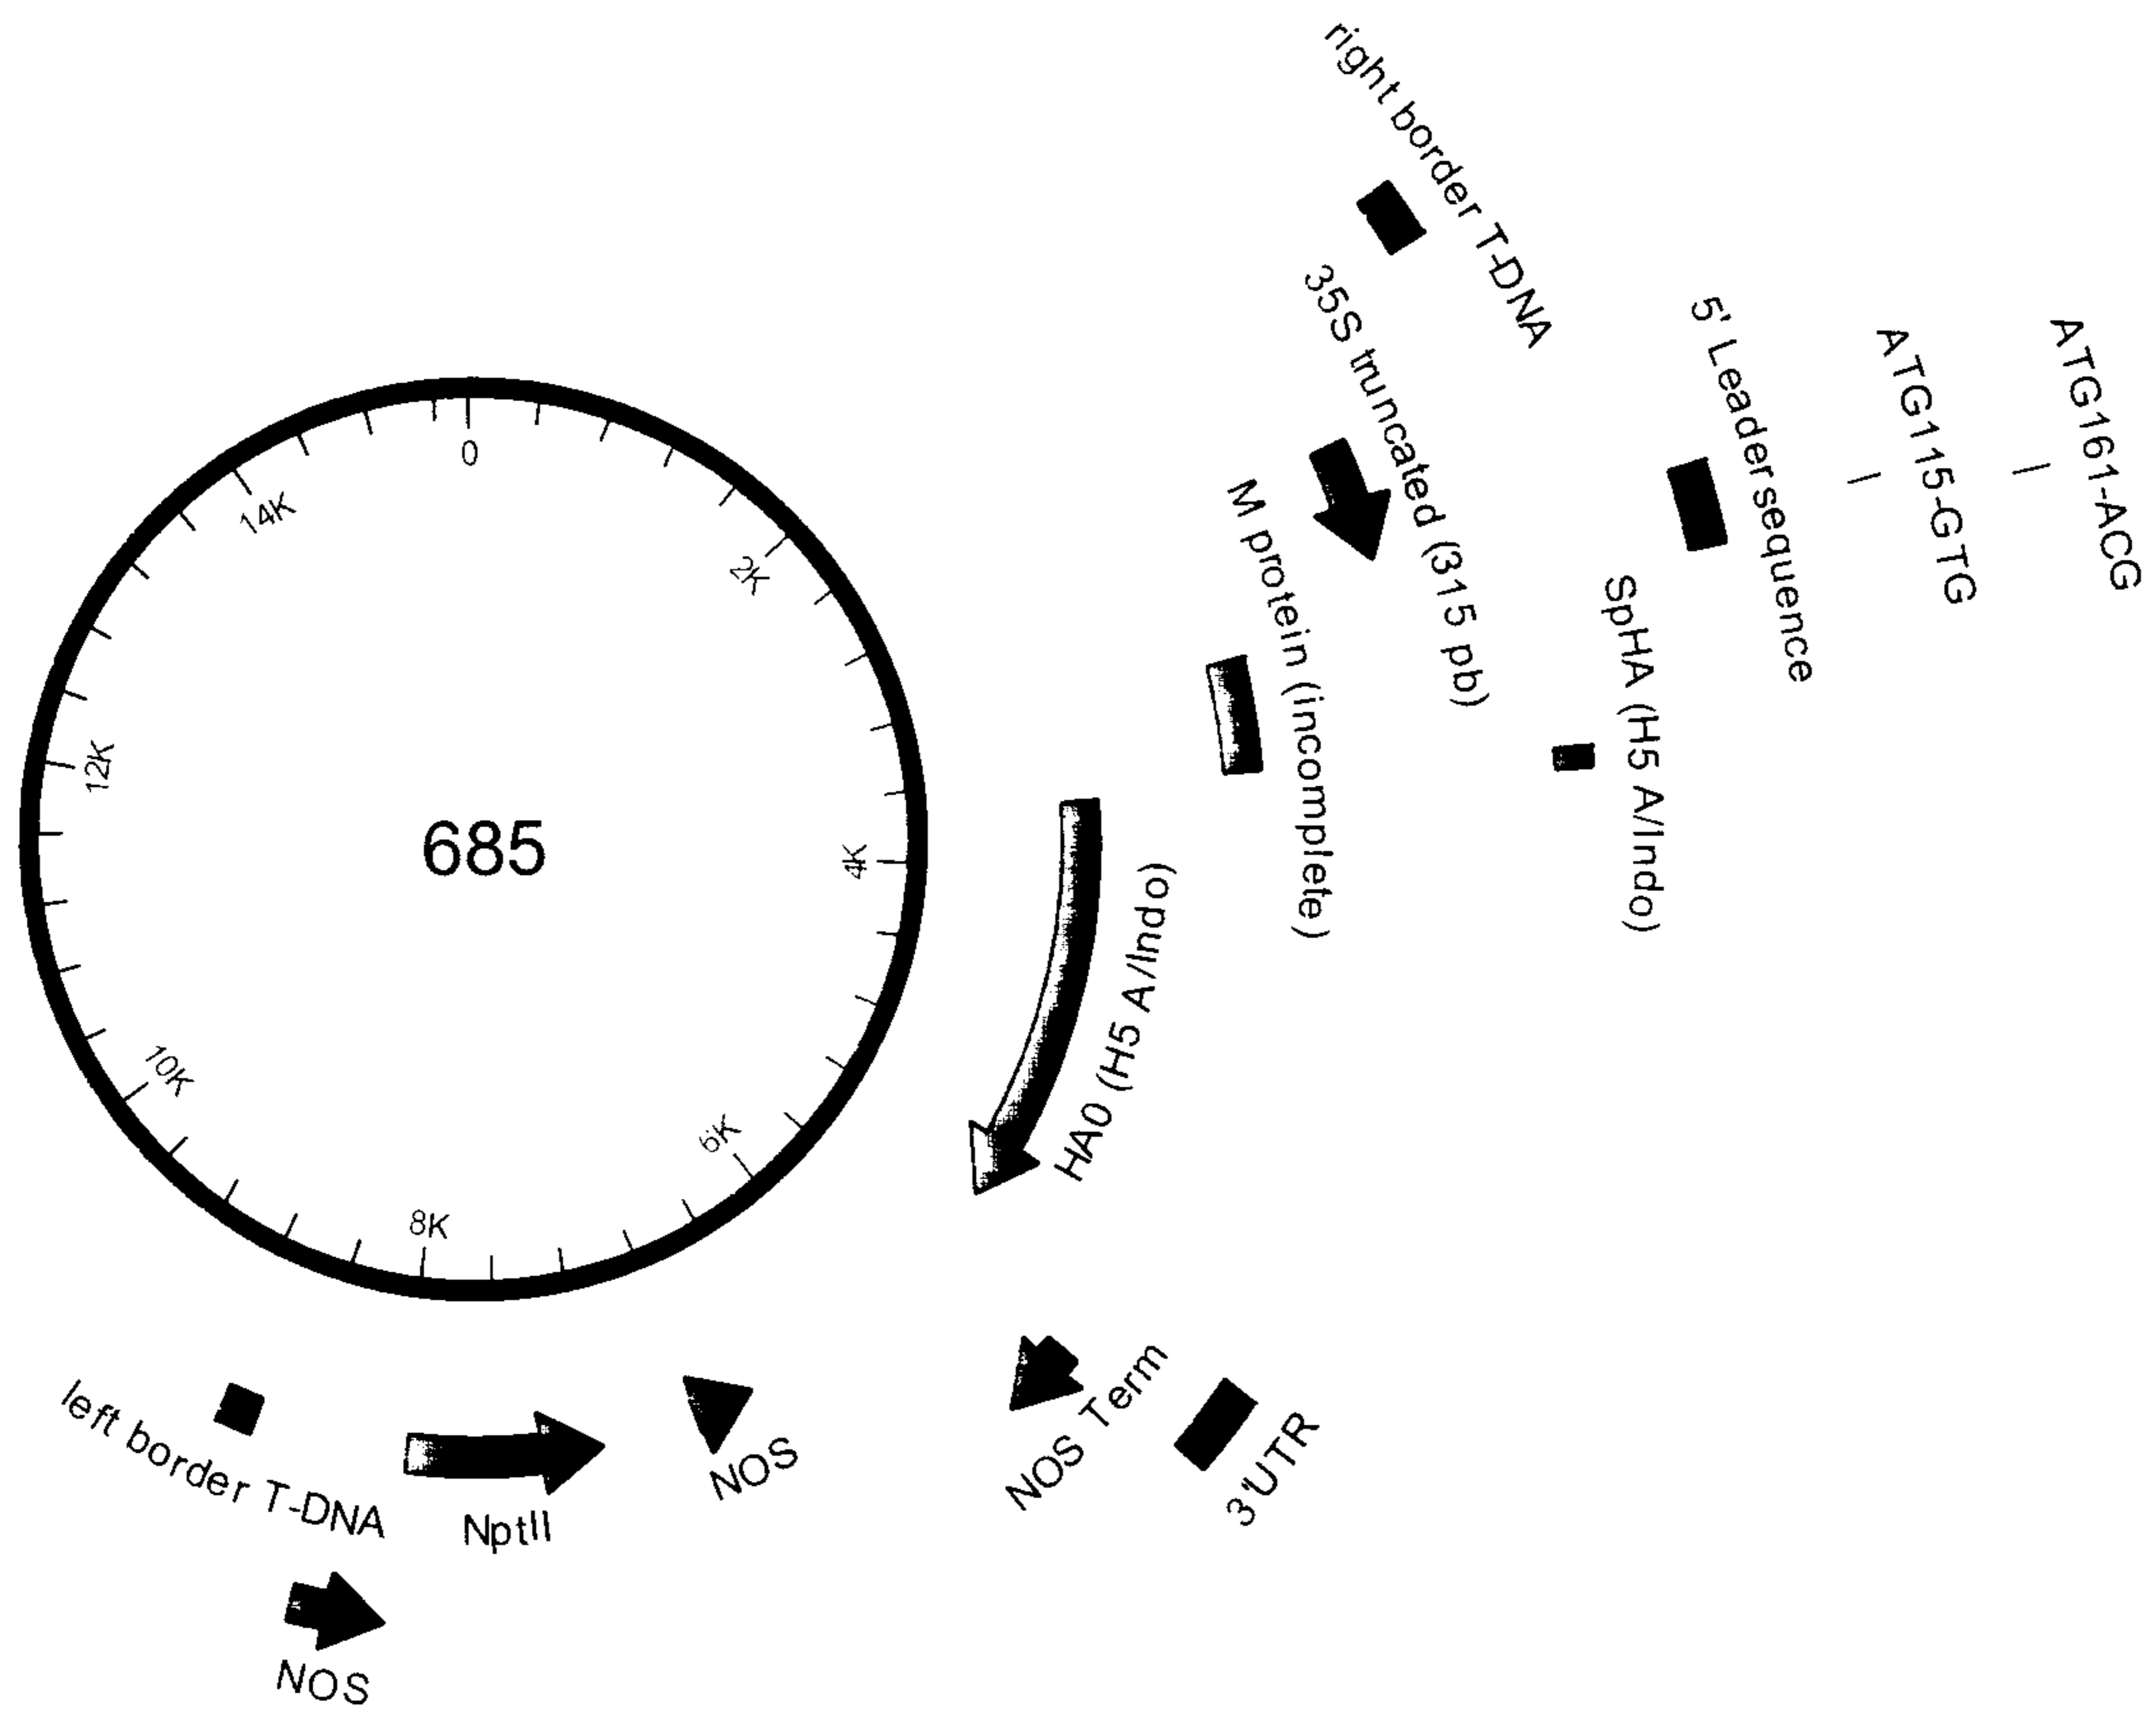 right border T-DNA
35S truncated (315 pb)
5' Leadersequence
ATG115-GTG
ATG161-ACG
M protein (incomplete)
SpHA (H5 A/Indo)
HA0 (H5 A/Indo)
0
2K
4K
6K
8K
10K
12K
14K
685
NOS Term
3'UTR
NOS
NptII
left border T-DNA
NOS